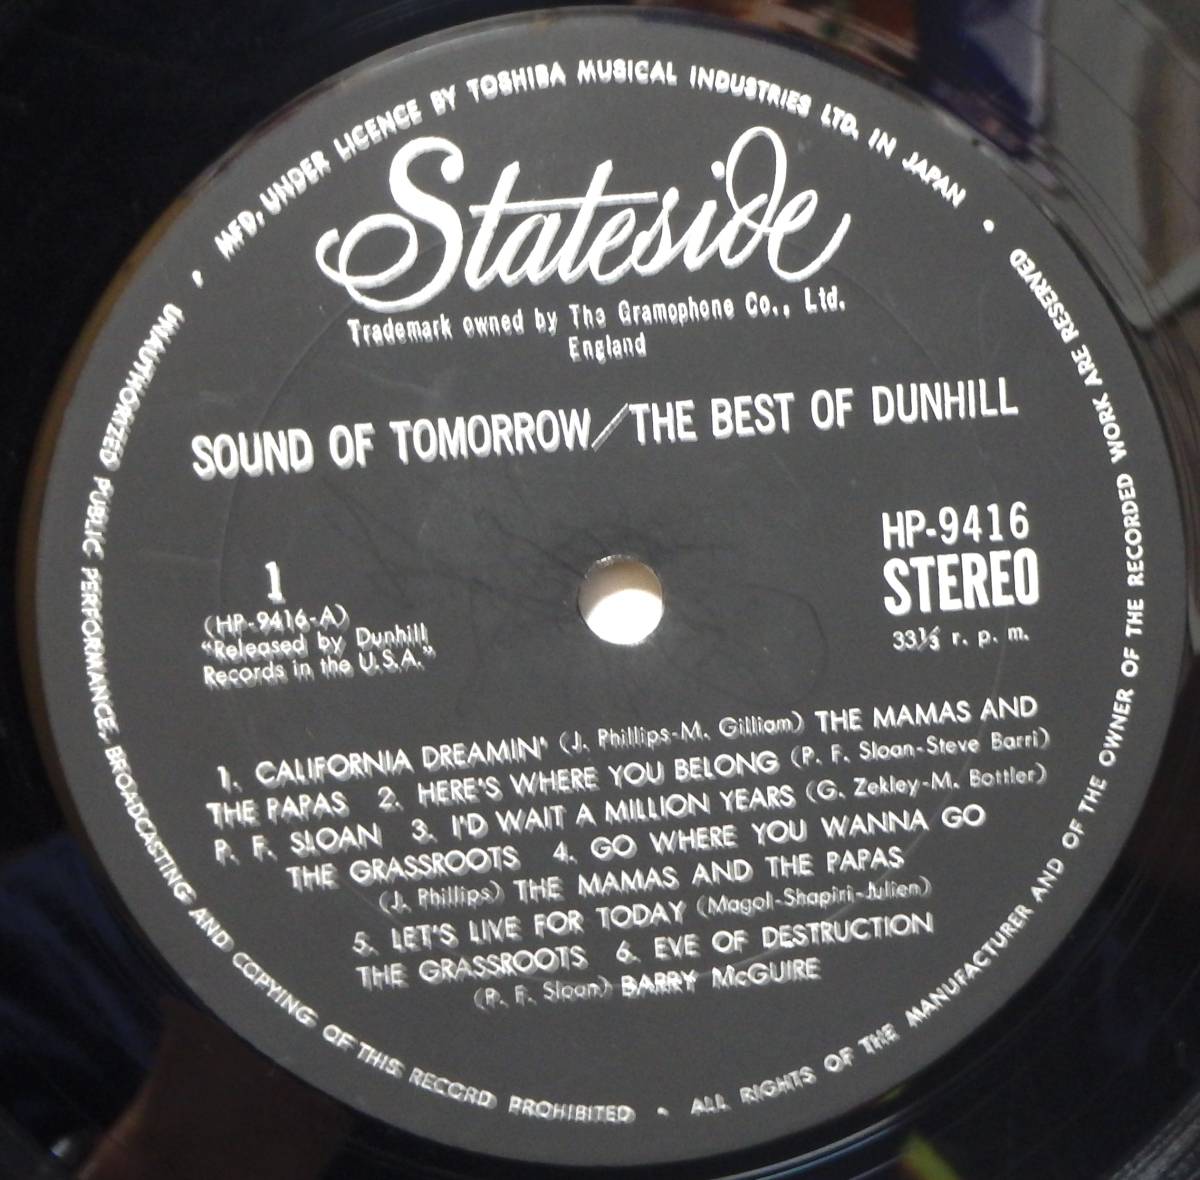 MFD. UNDER LICENCE BY TOSHIBA MUSICAL INDUSTRIES LTD. IN JAPAN
Stateside
Trademark owned by The Gramophone Co., Ltd.
England
SOUND OF TOMORROW/THE BEST OF DUNHILL
HP-9416
STEREO
33⅓ r. p. m.
1
(HP-9416-A)
"Released by Dunhill
Records in the U.S.A."
1. CALIFORNIA DREAMIN' (J. Phillips-M. Gilliam) THE MAMAS AND
THE PAPAS 2. HERE'S WHERE YOU BELONG (P. F. Sloan-Steve Barri)
P. F. SLOAN 3. I'D WAIT A MILLION YEARS (G. Zekley-M. Bottler)
THE GRASSROOTS 4. GO WHERE YOU WANNA GO
(J. Phillips) THE MAMAS AND THE PAPAS
5. LET'S LIVE FOR TODAY (Magoli-Shapiri-Julien)
THE GRASSROOTS 6. EVE OF DESTRUCTION
(P. F. Sloan) BARRY McGUIRE
UNAUTHORIZED PUBLIC PERFORMANCE, BROADCASTING AND COPYING OF THIS RECORD PROHIBITED
ALL RIGHTS OF THE MANUFACTURER AND OF THE OWNER OF THE RECORDED WORK ARE RESERVED